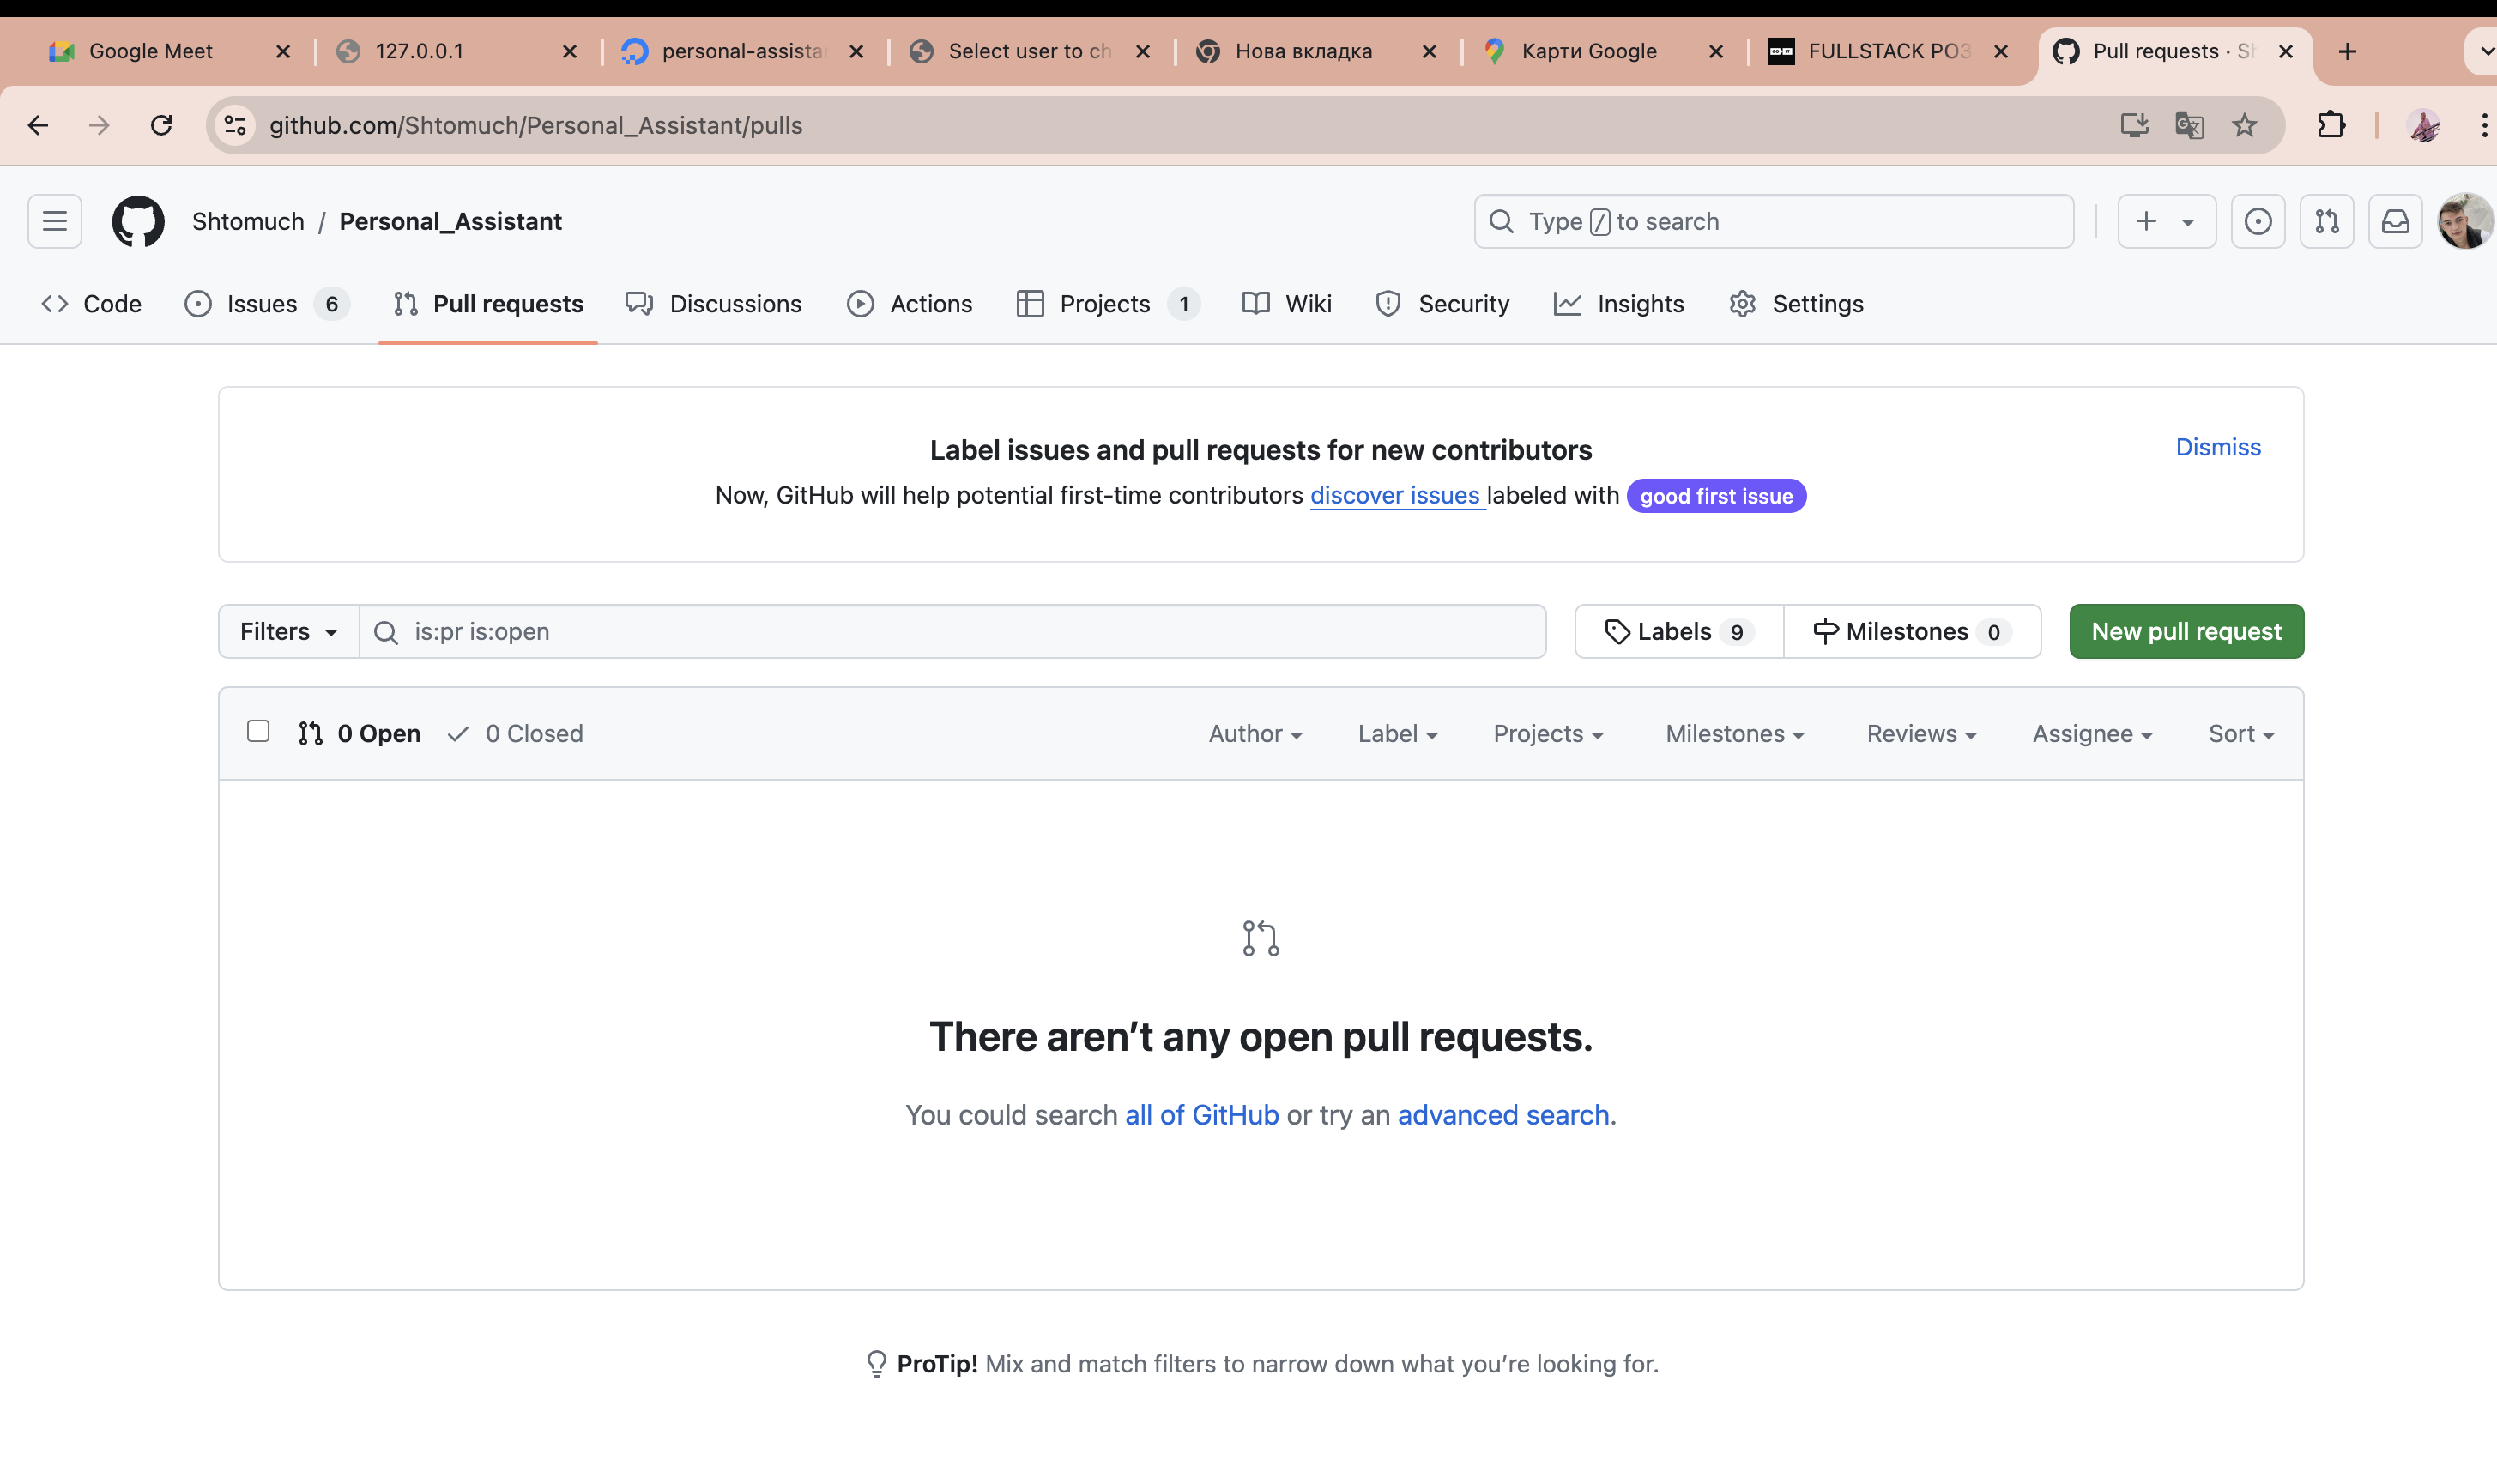 Google Meet
127.0.0.1
personal-assista
Select user to ch
Нова вкладка
Карти Google
FULLSTACK РОЗ
Pull requests · Sh
github.com/Shtomuch/Personal_Assistant/pulls
Shtomuch / Personal_Assistant
Type / to search
Code
Issues 6
Pull requests
Discussions
Actions
Projects 1
Wiki
Security
Insights
Settings
Label issues and pull requests for new contributors
Dismiss
Now, GitHub will help potential first-time contributors discover issues labeled with good first issue
Filters
is:pr is:open
Labels 9
Milestones 0
New pull request
0 Open
0 Closed
Author
Label
Projects
Milestones
Reviews
Assignee
Sort
There aren’t any open pull requests.
You could search all of GitHub or try an advanced search.
ProTip! Mix and match filters to narrow down what you’re looking for.